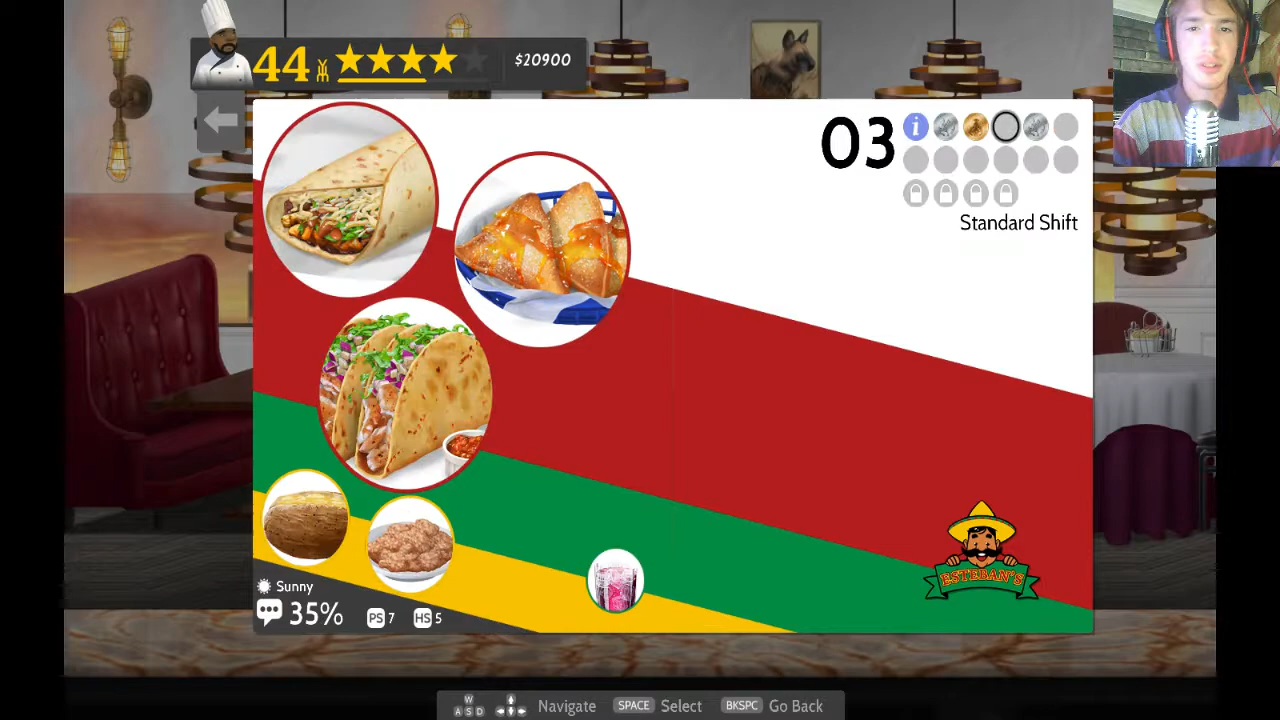 44
$20900
03
i
Standard Shift
ESTEBAN'S
Sunny
35% PS 7 HS 5
W A S D Navigate SPACE Select BKSPC Go Back